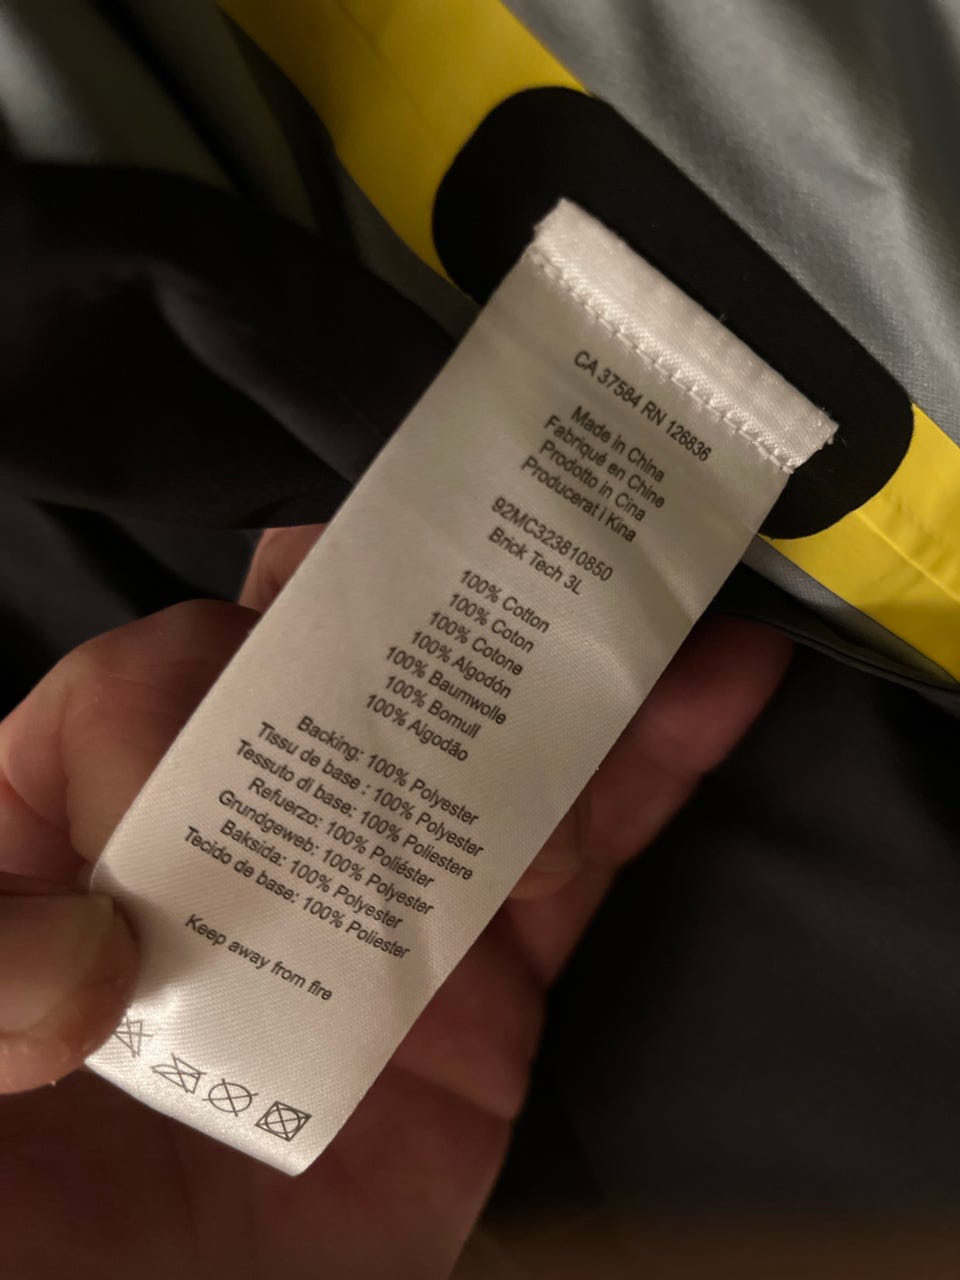 CA 37584 RN 126836
Made in China
Fabriqué en Chine
Prodotto in Cina
Producerat i Kina
92MC323810850
Brick Tech 3L
100% Cotton
100% Coton
100% Cotone
100% Algodón
100% Baumwolle
100% Bomull
100% Algodão
Backing: 100% Polyester
Tissu de base : 100% Polyester
Tessuto di base: 100% Poliestere
Refuerzo: 100% Poliéster
Grundgeweb: 100% Polyester
Baksida: 100% Polyester
Tecido de base: 100% Poliester
Keep away from fire